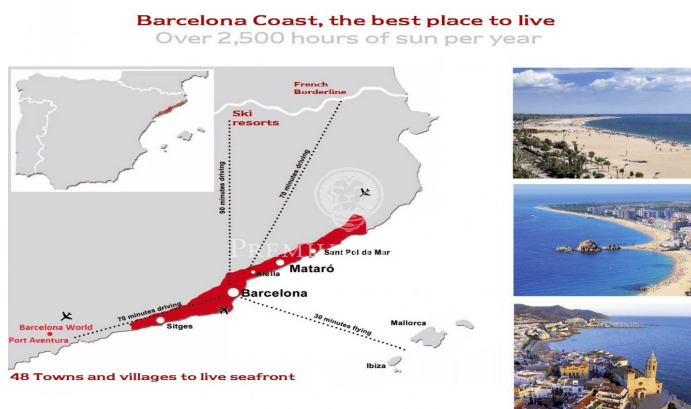 Barcelona Coast, the best place to live
Over 2,500 hours of sun per year
French
Borderline
Ski
resorts
90 minutes driving
70 minutes driving
Sant Pol de Mar
Mataró
Alella
Barcelona
70 minutes driving
30 minutes flying
Barcelona World
Port Aventura
Sitges
Mallorca
Ibiza
48 Towns and villages to live seafront